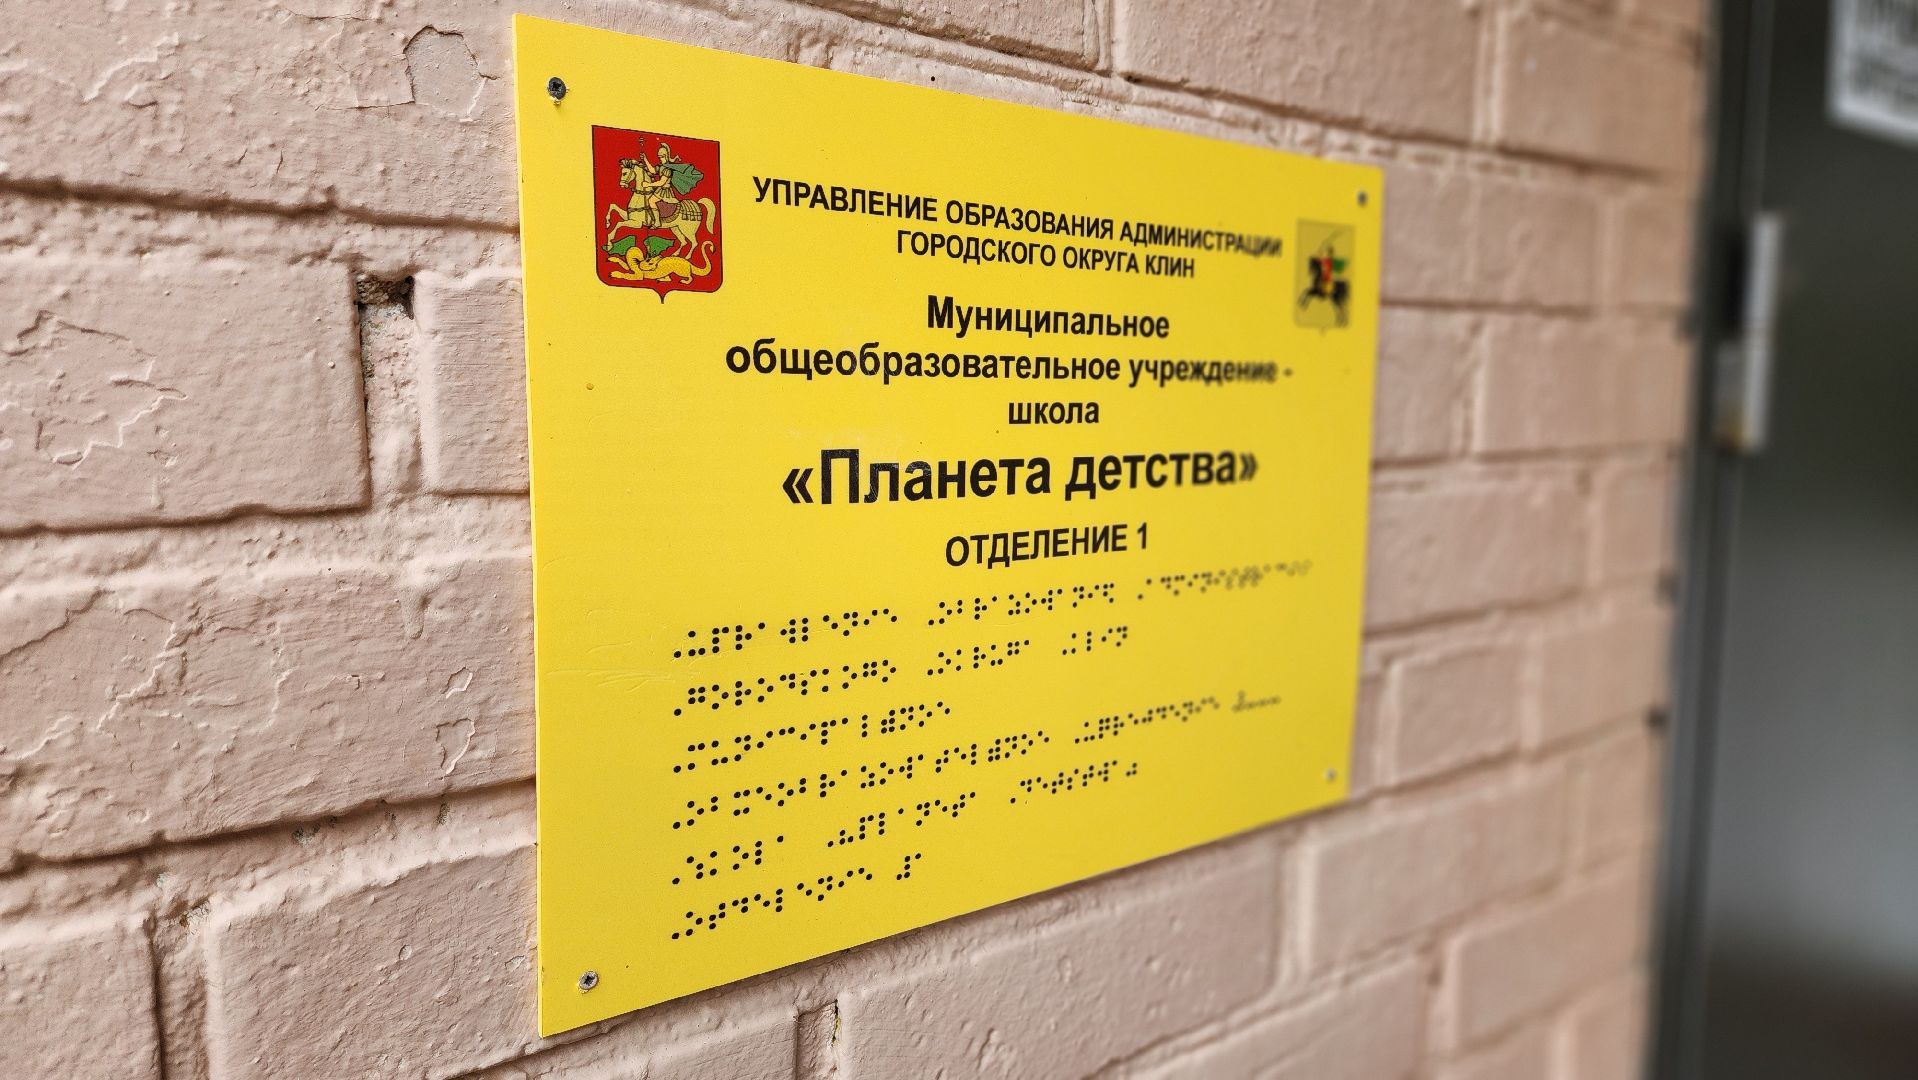 УПРАВЛЕНИЕ ОБРАЗОВАНИЯ АДМИНИСТРАЦИИ
ГОРОДСКОГО ОКРУГА КЛИН
Муниципальное
общеобразовательное учреждение -
школа
«Планета детства»
ОТДЕЛЕНИЕ 1